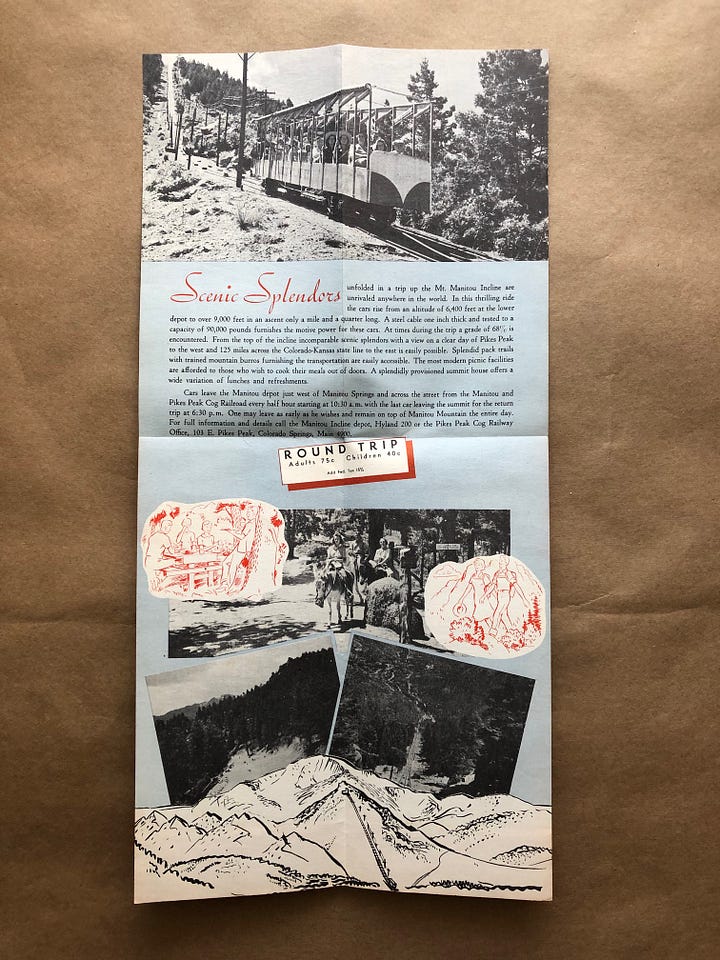 Scenic Splendors unfolded in a trip up the Mt. Manitou Incline are
unrivaled anywhere in the world. In this thrilling ride
the cars rise from an altitude of 6,400 feet at the lower
depot to over 9,000 feet in an ascent only a mile and a quarter long. A steel cable one inch thick and tested to a
capacity of 90,000 pounds furnishes the motive power for these cars. At times during the trip a grade of 68% is
encountered. From the top of the incline incomparable scenic splendors with a view on a clear day of Pikes Peak
to the west and 125 miles across the Colorado-Kansas state line to the east is easily possible. Splendid pack trails
with trained mountain burros furnishing the transportation are easily accessible. The most modern picnic facilities
are afforded to those who wish to cook their meals out of doors. A splendidly provisioned summit house offers a
wide variation of lunches and refreshments.
Cars leave the Manitou depot just west of Manitou Springs and across the street from the Manitou and
Pikes Peak Cog Railroad every half hour starting at 10:30 a.m. with the last car leaving the summit for the return
trip at 6:30 p.m. One may leave as early as he wishes and remain on top of Manitou Mountain the entire day.
For full information and details call the Manitou Incline depot, Hyland 200 or the Pikes Peak Cog Railway
Office, 103 E. Pikes Peak, Colorado Springs, Main 4900.
ROUND TRIP
Adults 75c Children 40c
Add Fed. Tax 15%